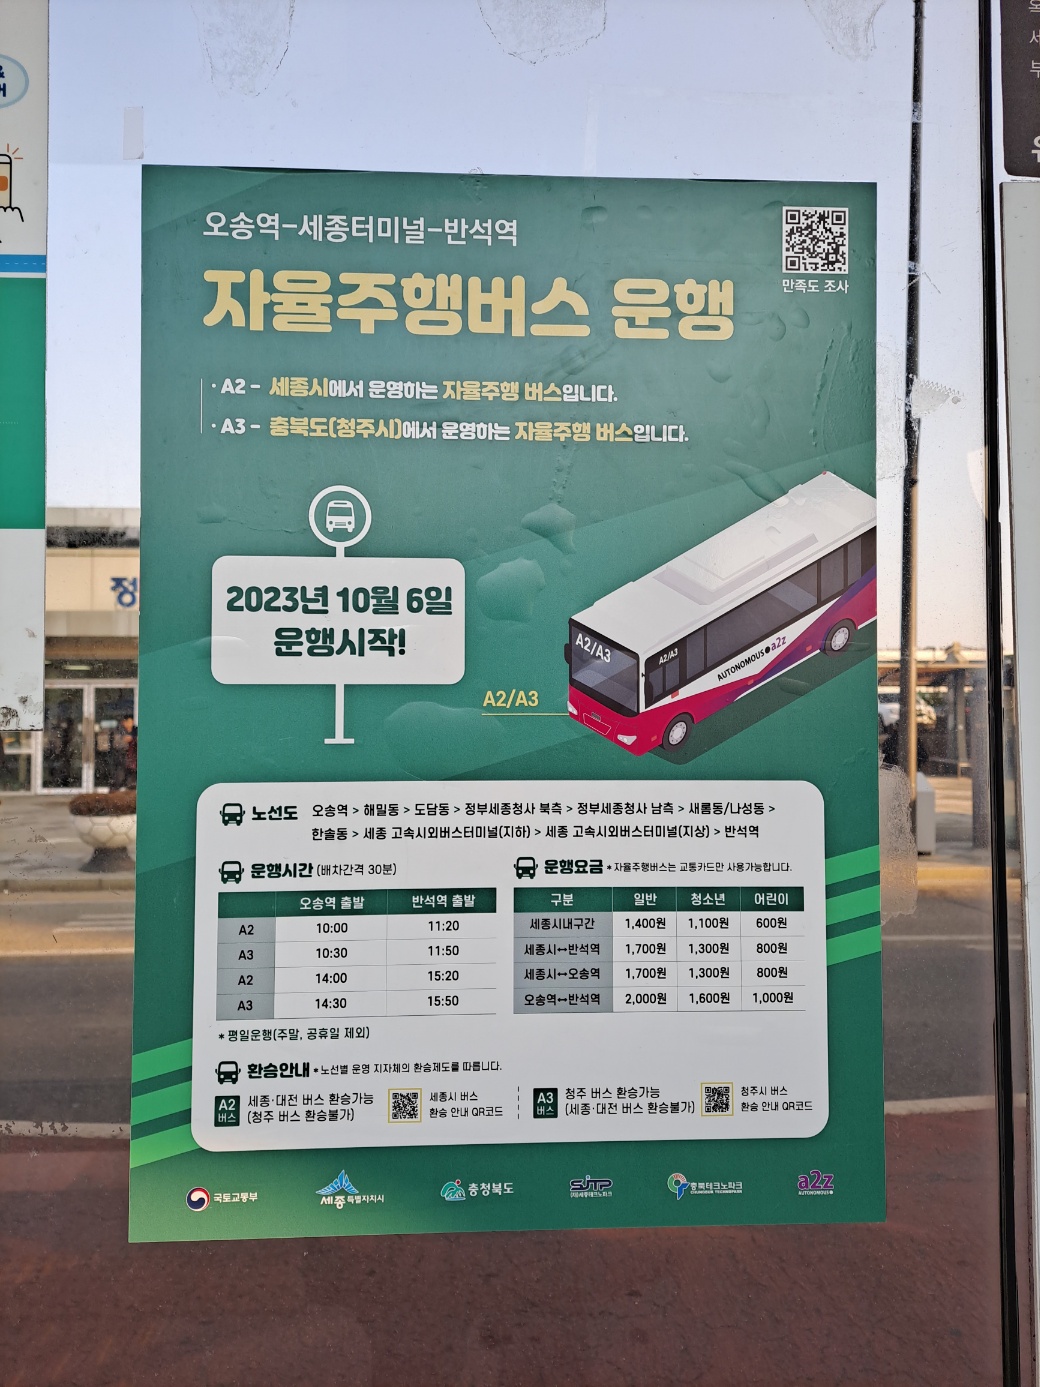 오송역-세종터미널-반석역
자율주행버스 운행
만족도 조사
· A2 - 세종시에서 운영하는 자율주행 버스입니다.
· A3 - 충북도(청주시)에서 운영하는 자율주행 버스입니다.
2023년 10월 6일
운행시작!
A2/A3
A2/A3
A2/A3
AUTONOMOUS a2z
노선도 오송역 > 해밀동 > 도담동 > 정부세종청사 북측 > 정부세종청사 남측 > 새롬동/나성동 >
한솔동 > 세종 고속시외버스터미널(지하) > 세종 고속시외버스터미널(지상) > 반석역
운행시간 (배차간격 30분)
오송역 출발 반석역 출발
A2 10:00 11:20
A3 10:30 11:50
A2 14:00 15:20
A3 14:30 15:50
* 평일운행(주말, 공휴일 제외)
운행요금 * 자율주행버스는 교통카드만 사용가능합니다.
구분 일반 청소년 어린이
세종시내구간 1,400원 1,100원 600원
세종시↔반석역 1,700원 1,300원 800원
세종시↔오송역 1,700원 1,300원 800원
오송역↔반석역 2,000원 1,600원 1,000원
환승안내 * 노선별 운영 지자체의 환승제도를 따릅니다.
A2 버스 세종·대전 버스 환승가능
(청주 버스 환승불가)
세종시 버스
환승 안내 QR코드
A3 버스 청주 버스 환승가능
(세종·대전 버스 환승불가)
청주시 버스
환승 안내 QR코드
국토교통부
세종특별자치시
충청북도
SJTP
(재)세종테크노파크
충북테크노파크
CHUNGBUK TECHNOPARK
a2z
AUTONOMOUS
정